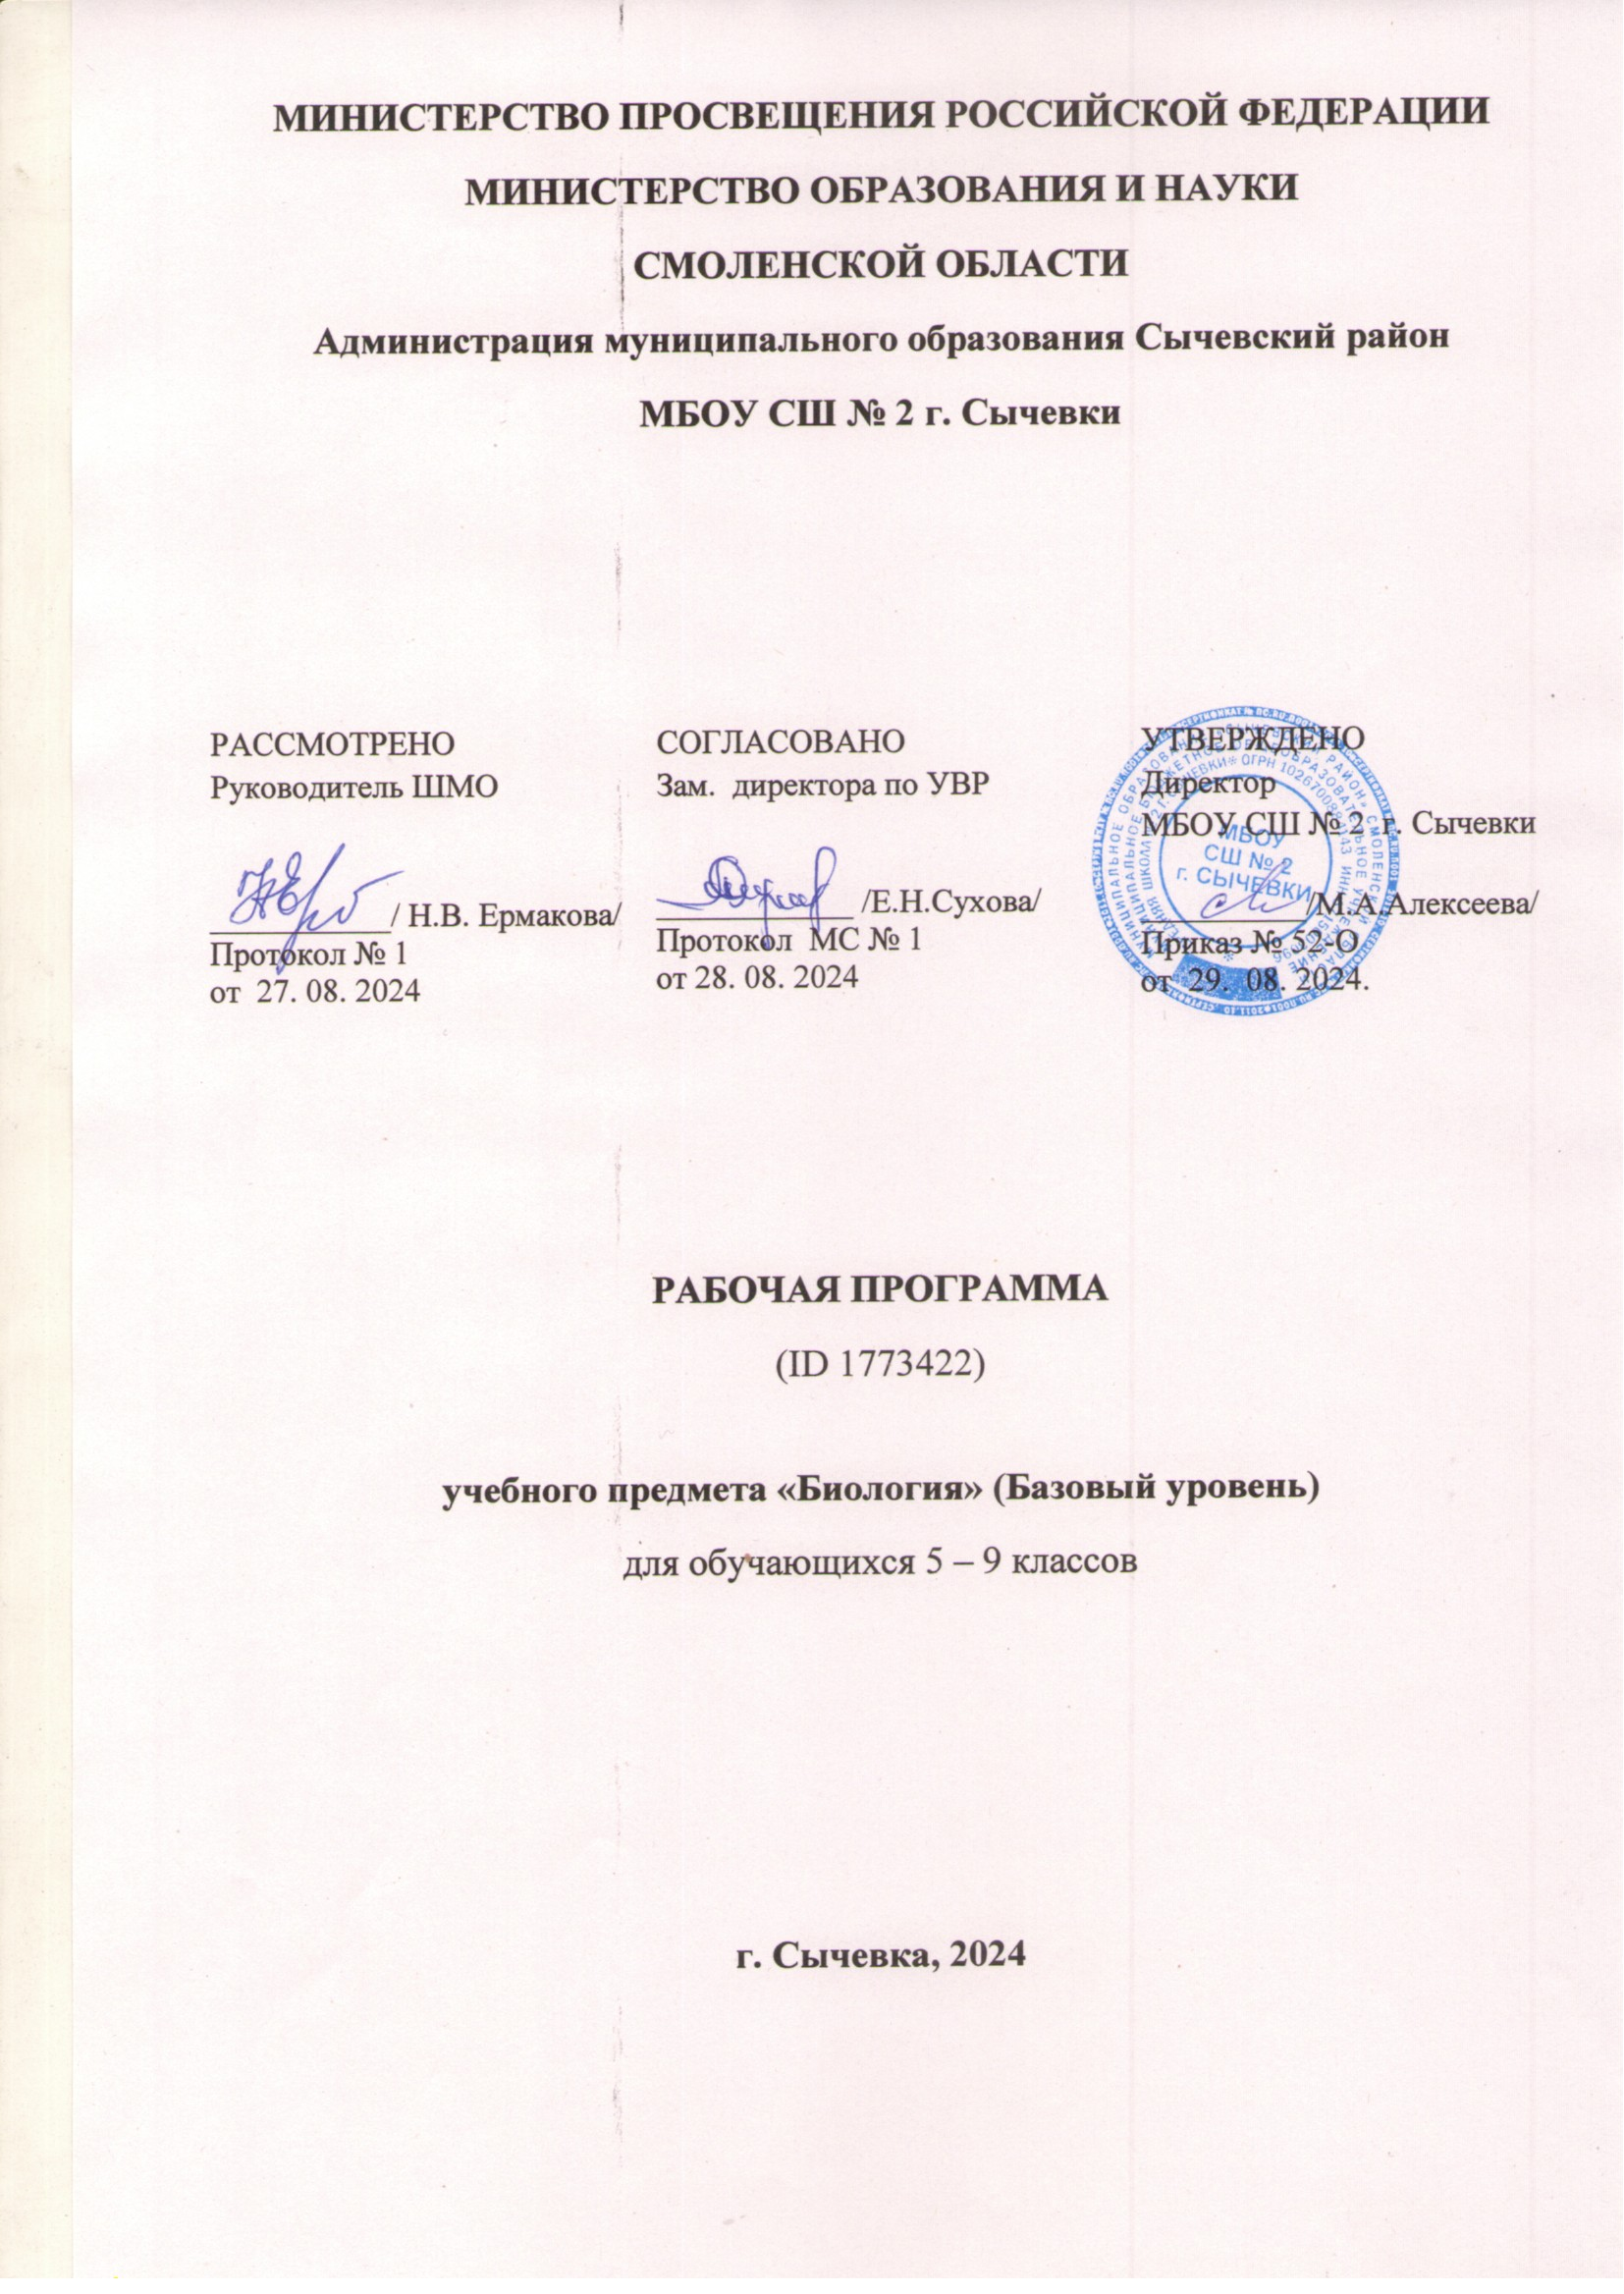 МИНИСТЕРСТВО ПРОСВЕЩЕНИЯ РОССИЙСКОЙ ФЕДЕРАЦИИ
МИНИСТЕРСТВО ОБРАЗОВАНИЯ И НАУКИ
СМОЛЕНСКОЙ ОБЛАСТИ
Администрация муниципального образования Сычевский район
МБОУ СШ № 2 г. Сычевки
РАССМОТРЕНО
Руководитель ШМО
/ Н.В. Ермакова/
Протокол № 1
от 27. 08. 2024
СОГЛАСОВАНО
Зам. директора по УВР
/Е.Н.Сухова/
Протокол МС № 1
от 28. 08. 2024
УТВЕРЖДЕНО
Директор
МБОУ СШ № 2 г. Сычевки
/М.А.Алексеева/
Приказ № 52-О
от 29. 08. 2024.
МБОУ
СШ № 2
г. СЫЧЕВКИ
РАБОЧАЯ ПРОГРАММА
(ID 1773422)
учебного предмета «Биология» (Базовый уровень)
для обучающихся 5 – 9 классов
г. Сычевка, 2024